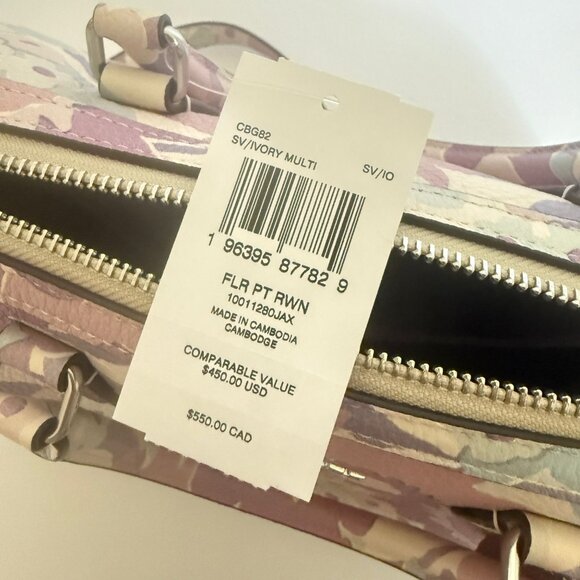 CBG82
SV/IVORY MULTI SV/IO
1 96395 87782 9
FLR PT RWN
10011280JAX
MADE IN CAMBODIA
CAMBODGE
COMPARABLE VALUE
$450.00 USD
$550.00 CAD